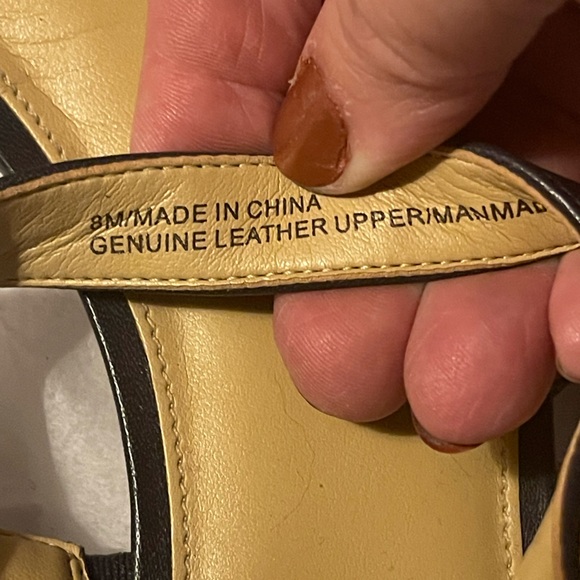 8M/MADE IN CHINA
GENUINE LEATHER UPPER/MANMAD